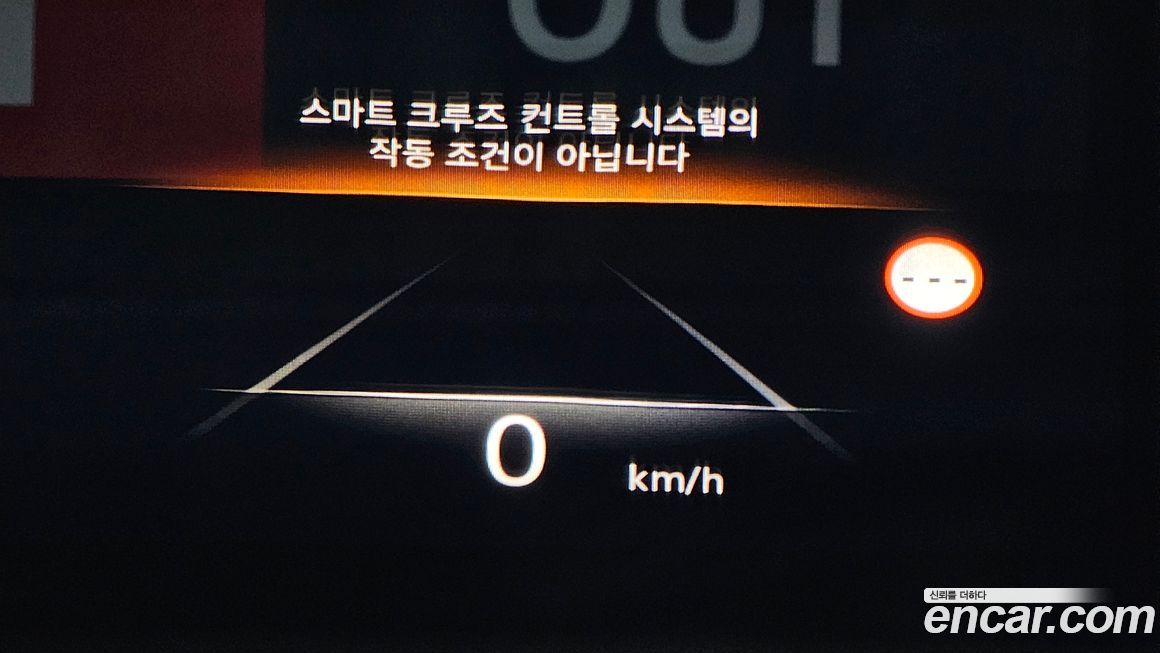 OUT
스마트 크루즈 컨트롤 시스템의
작동 조건이 아닙니다
---
0 km/h
신뢰를 더하다
encar.com